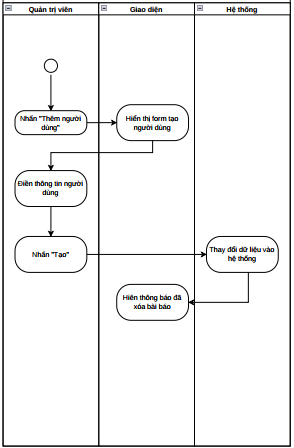 Quản trị viên
Giao diện
Hệ thống
Nhấn "Thêm người
dùng"
Hiển thị form tạo
người dùng
Điền thông tin người
dùng
Nhấn "Tạo"
Thay đổi dữ liệu vào
hệ thống
Hiên thông báo đã
xóa bài báo